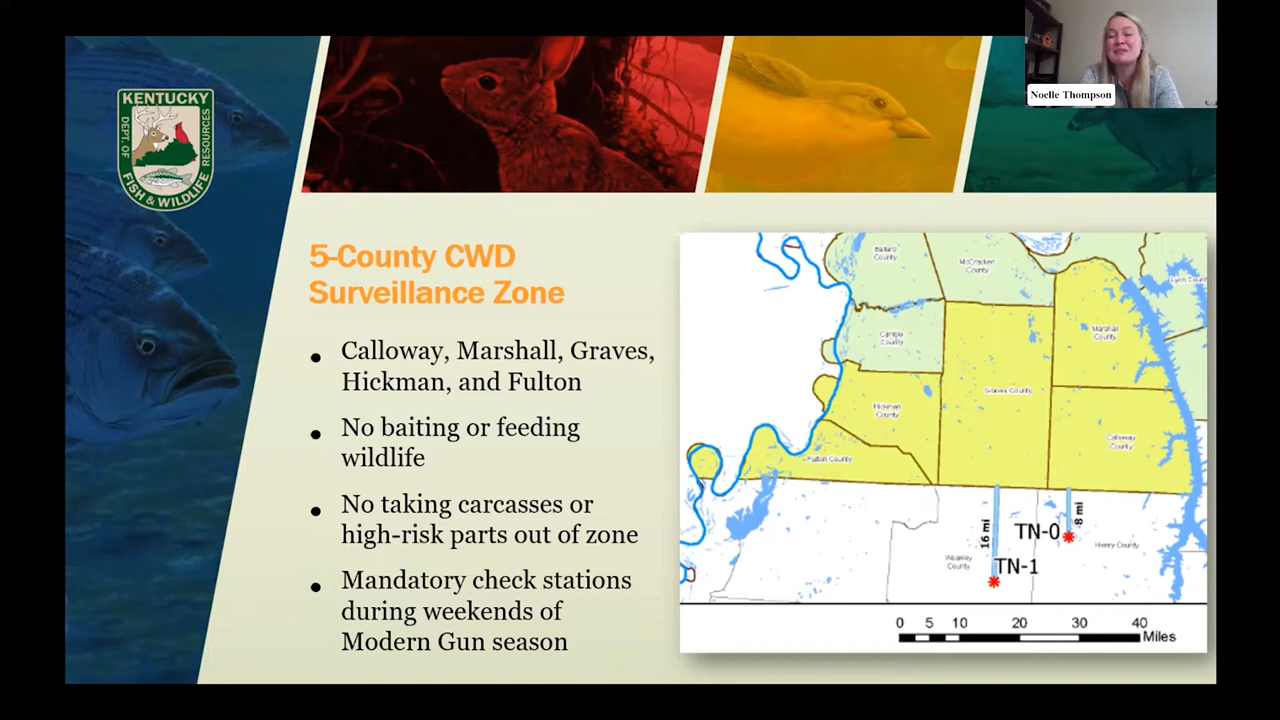 Noelle Thompson
KENTUCKY
DEPT. OF
FISH & WILDLIFE
RESOURCES
5-County CWD
Surveillance Zone
• Calloway, Marshall, Graves,
Hickman, and Fulton
• No baiting or feeding
wildlife
• No taking carcasses or
high-risk parts out of zone
• Mandatory check stations
during weekends of
Modern Gun season
Ballard
County
McCracken
County
Lyon County
Carlisle
County
Marshall
County
Hickman
County
Graves County
Calloway
County
Fulton County
16 mi
8 mi
TN-0
Henry County
Weakley
County
TN-1
0 5 10 20 30 40
Miles